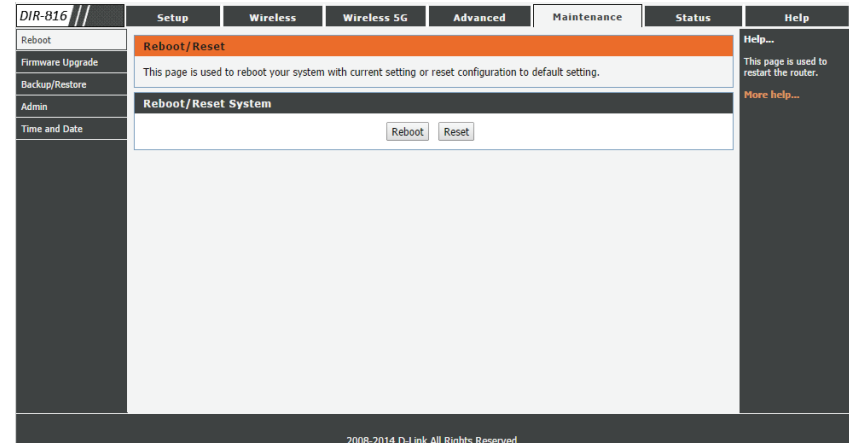 DIR-816
Setup
Wireless
Wireless 5G
Advanced
Maintenance
Status
Help
Reboot
Firmware Upgrade
Backup/Restore
Admin
Time and Date
Reboot/Reset
This page is used to reboot your system with current setting or reset configuration to default setting.
Reboot/Reset System
Reboot
Reset
Help...
This page is used to
restart the router.
More help...
2008-2014 D-Link All Rights Reserved